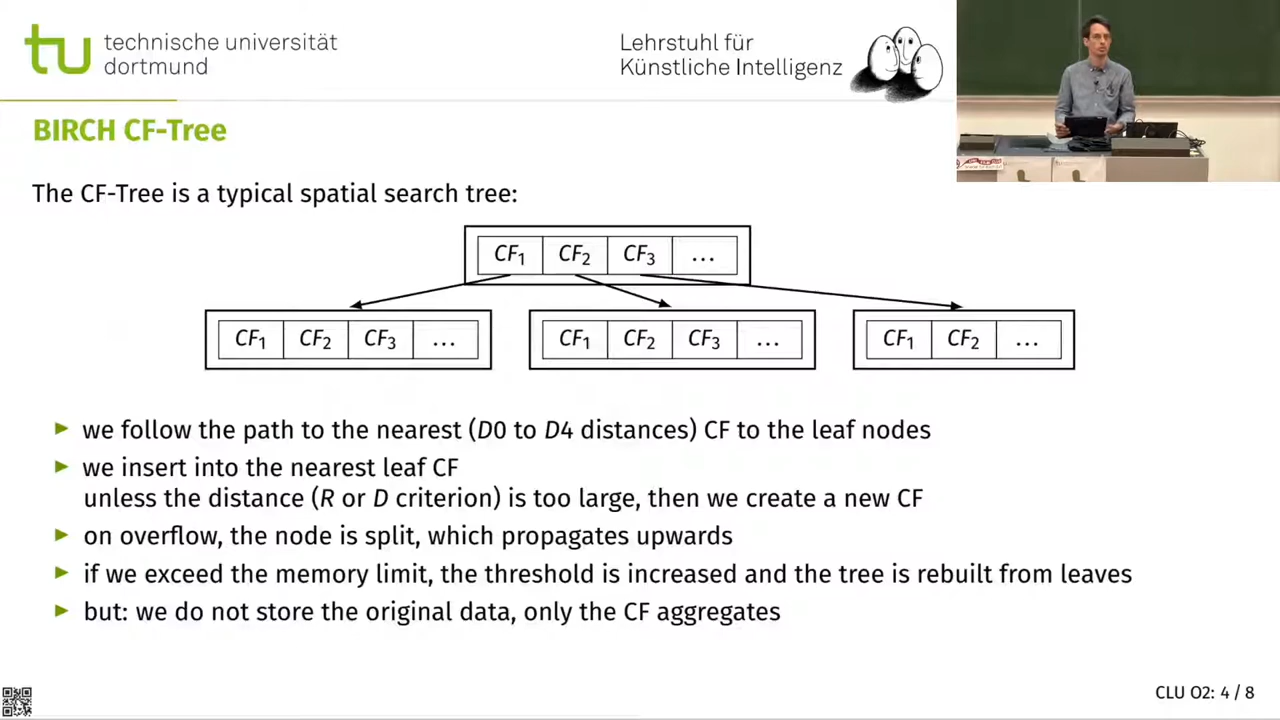 tu technische universität
dortmund
Lehrstuhl für
Künstliche Intelligenz
BIRCH CF-Tree
The CF-Tree is a typical spatial search tree:
CF1 CF2 CF3 ...
CF1 CF2 CF3 ... CF1 CF2 CF3 ... CF1 CF2 ...
▶ we follow the path to the nearest (D0 to D4 distances) CF to the leaf nodes
▶ we insert into the nearest leaf CF
unless the distance (R or D criterion) is too large, then we create a new CF
▶ on overflow, the node is split, which propagates upwards
▶ if we exceed the memory limit, the threshold is increased and the tree is rebuilt from leaves
▶ but: we do not store the original data, only the CF aggregates
CLU O2: 4 / 8